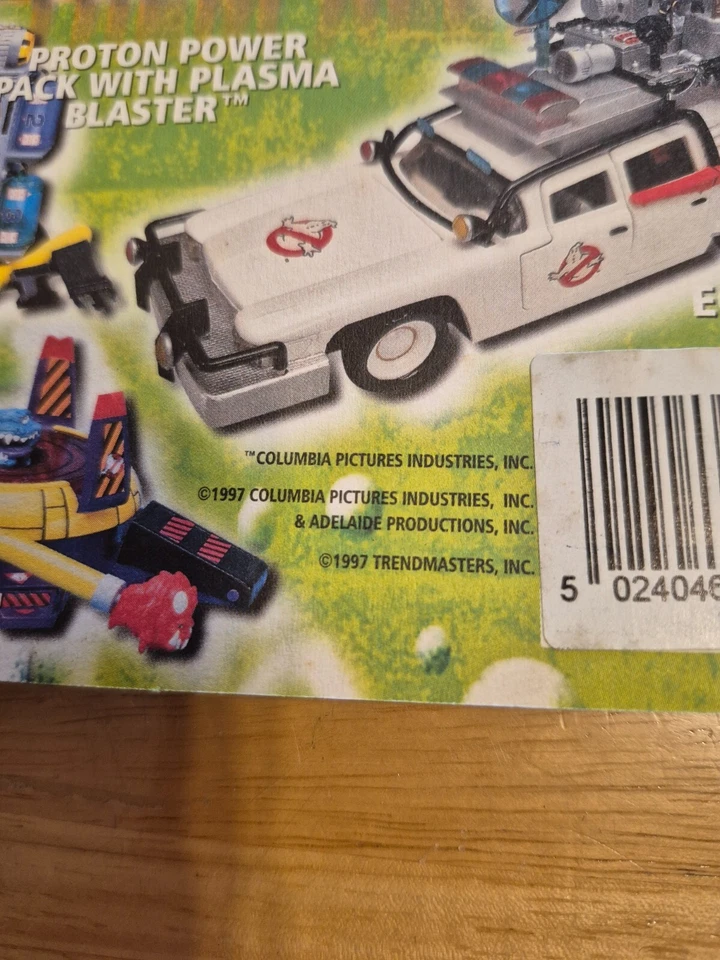 PROTON POWER
PACK WITH PLASMA
BLASTER™
E
™COLUMBIA PICTURES INDUSTRIES, INC.
©1997 COLUMBIA PICTURES INDUSTRIES, INC.
& ADELAIDE PRODUCTIONS, INC.
©1997 TRENDMASTERS, INC.
5 024046